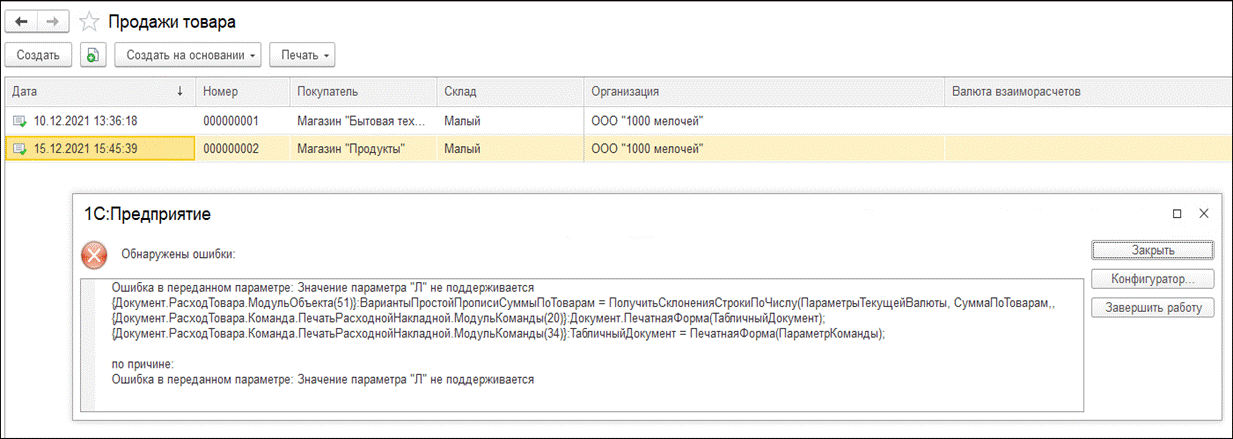 Продажи товара
Создать Создать на основании Печать
Дата ↓ Номер Покупатель Склад Организация Валюта взаиморасчетов
10.12.2021 13:36:18 000000001 Магазин "Бытовая тех... Малый ООО "1000 мелочей"
15.12.2021 15:45:39 000000002 Магазин "Продукты" Малый ООО "1000 мелочей"
1С:Предприятие
Обнаружены ошибки:
Закрыть
Конфигуратор...
Завершить работу
Ошибка в переданном параметре: Значение параметра "Л" не поддерживается
{Документ.РасходТовара.МодульОбъекта(51)}:ВариантыПростойПрописиСуммыПоТоварам = ПолучитьСклоненияСтрокиПоЧислу(ПараметрыТекущейВалюты, СуммаПоТоварам,,
{Документ.РасходТовара.Команда.ПечатьРасходнойНакладной.МодульКоманды(20)}:Документ.ПечатнаяФорма(ТабличныйДокумент);
{Документ.РасходТовара.Команда.ПечатьРасходнойНакладной.МодульКоманды(34)}:ТабличныйДокумент = ПечатнаяФорма(ПараметрКоманды);
по причине:
Ошибка в переданном параметре: Значение параметра "Л" не поддерживается